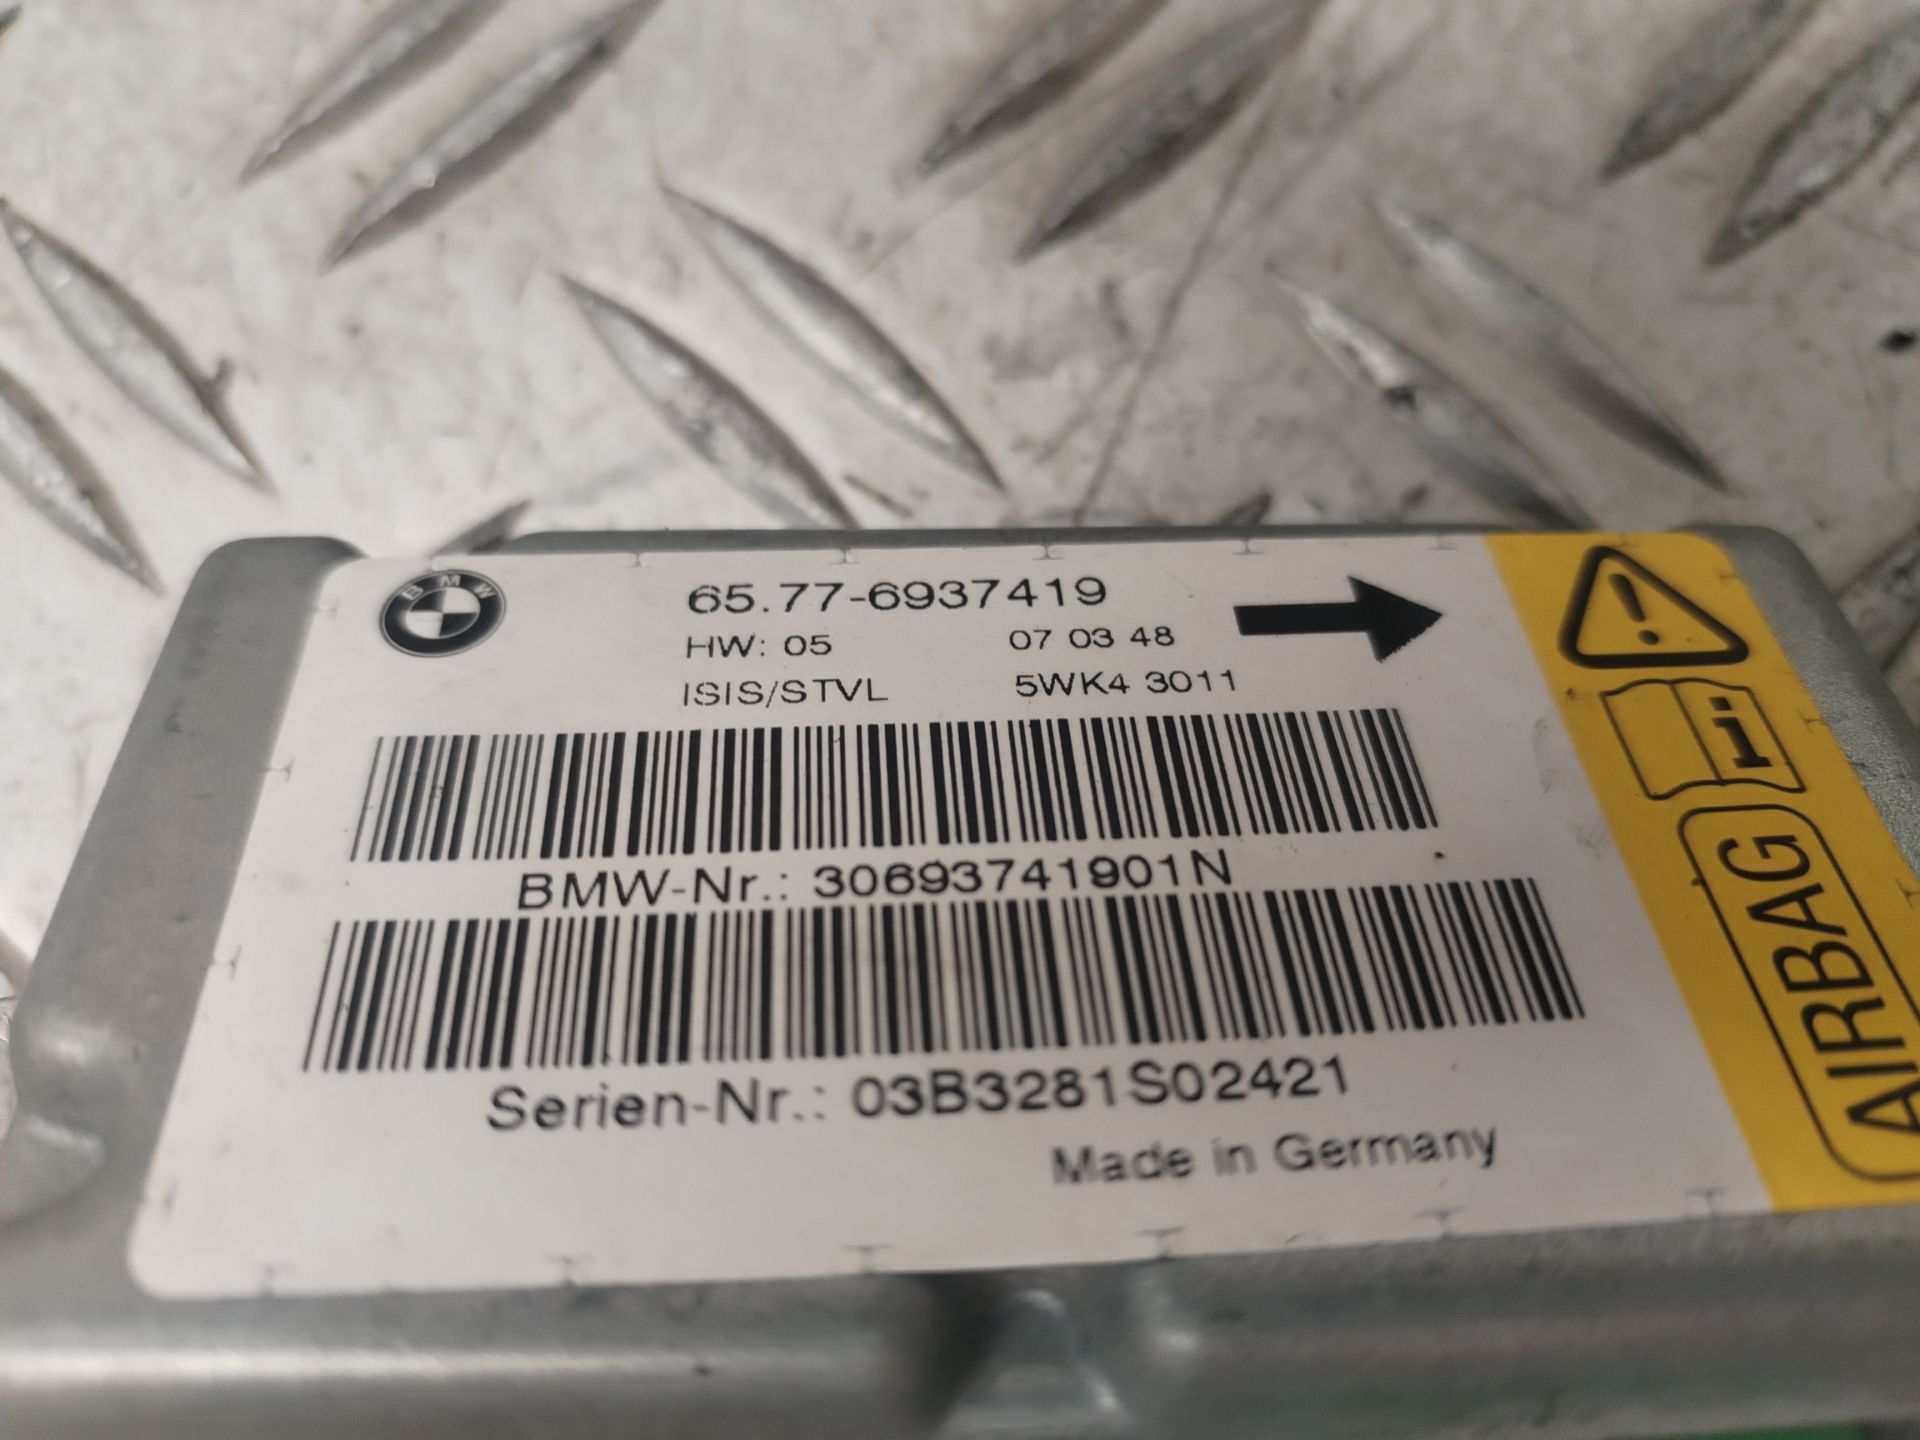 BMW
65.77-6937419
HW: 05 07 03 48
ISIS/STVL 5WK4 3011
BMW-Nr.: 30693741901N
Serien-Nr.: 03B3281S02421
Made in Germany
!
i
AIRBAG